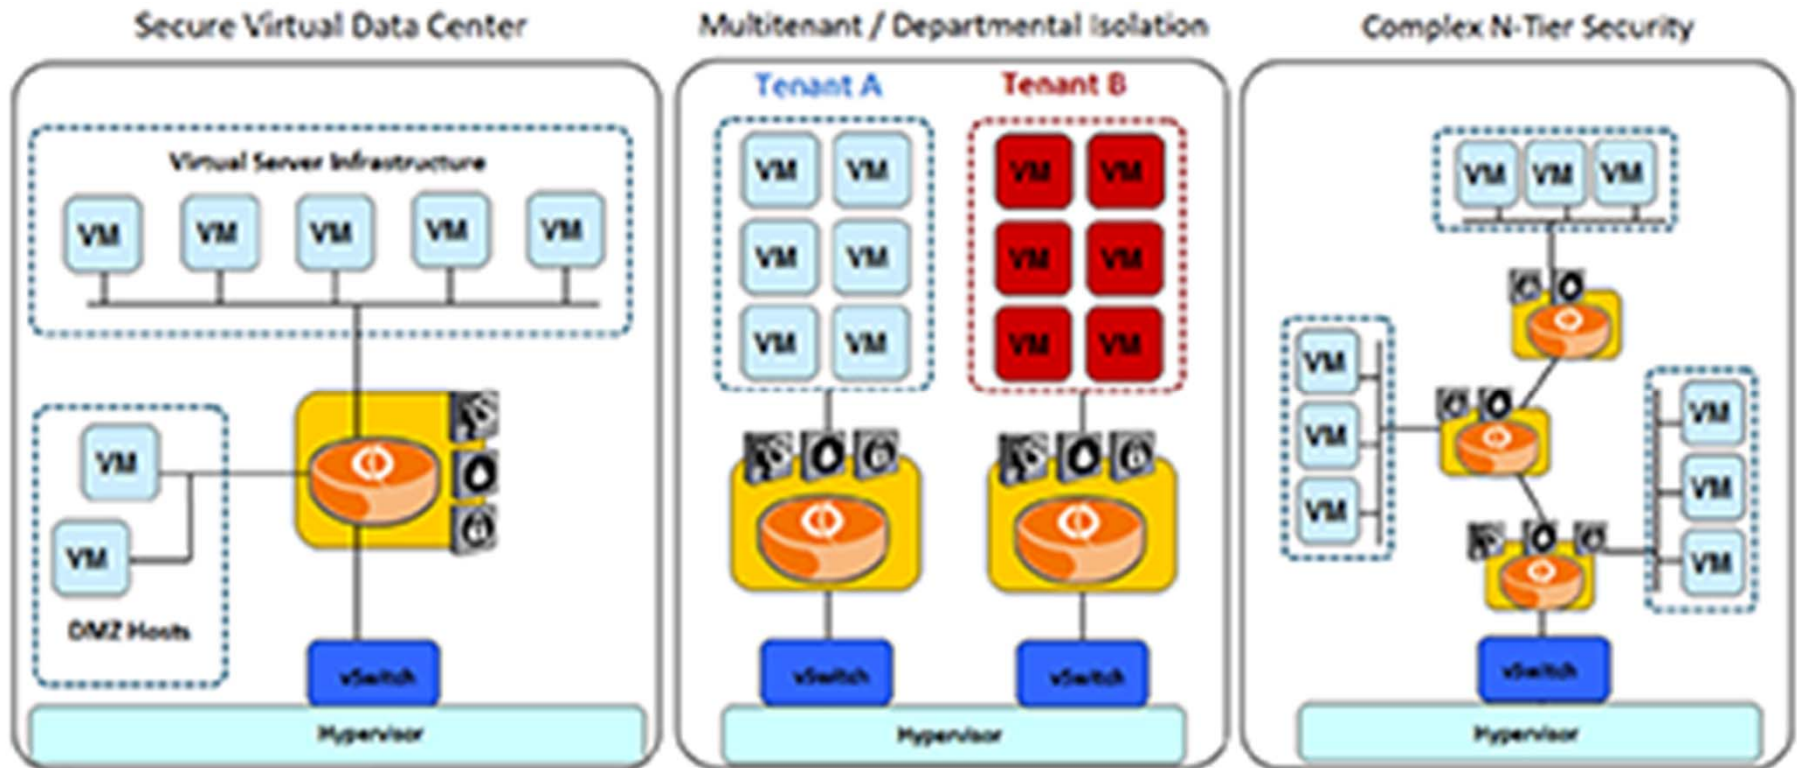 Secure Virtual Data Center
Virtual Server Infrastructure
VM VM VM VM VM
VM
VM
DMZ Hosts
vSwitch
Hypervisor
Multitenant / Departmental Isolation
Tenant A
VM VM
VM VM
VM VM
Tenant B
VM VM
VM VM
VM VM
vSwitch
vSwitch
Hypervisor
Complex N-Tier Security
VM VM VM
VM
VM
VM
VM
VM
VM
vSwitch
Hypervisor